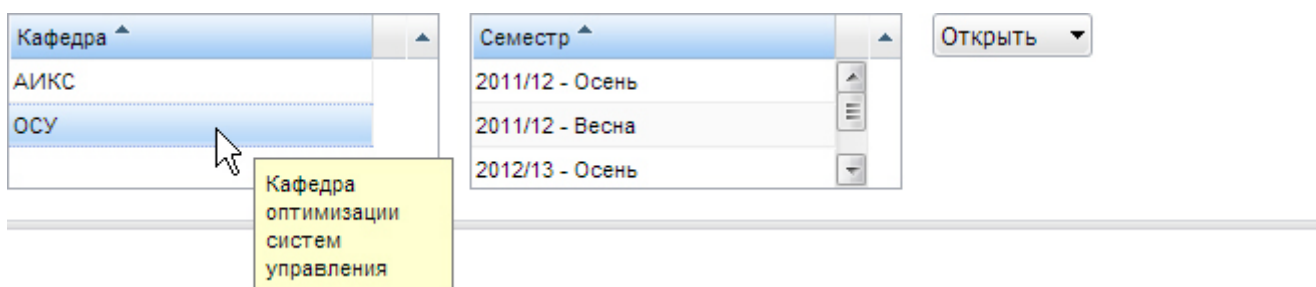 Кафедра
Семестр
Открыть
АИКС
2011/12 - Осень
ОСУ
2011/12 - Весна
2012/13 - Осень
Кафедра
оптимизации
систем
управления